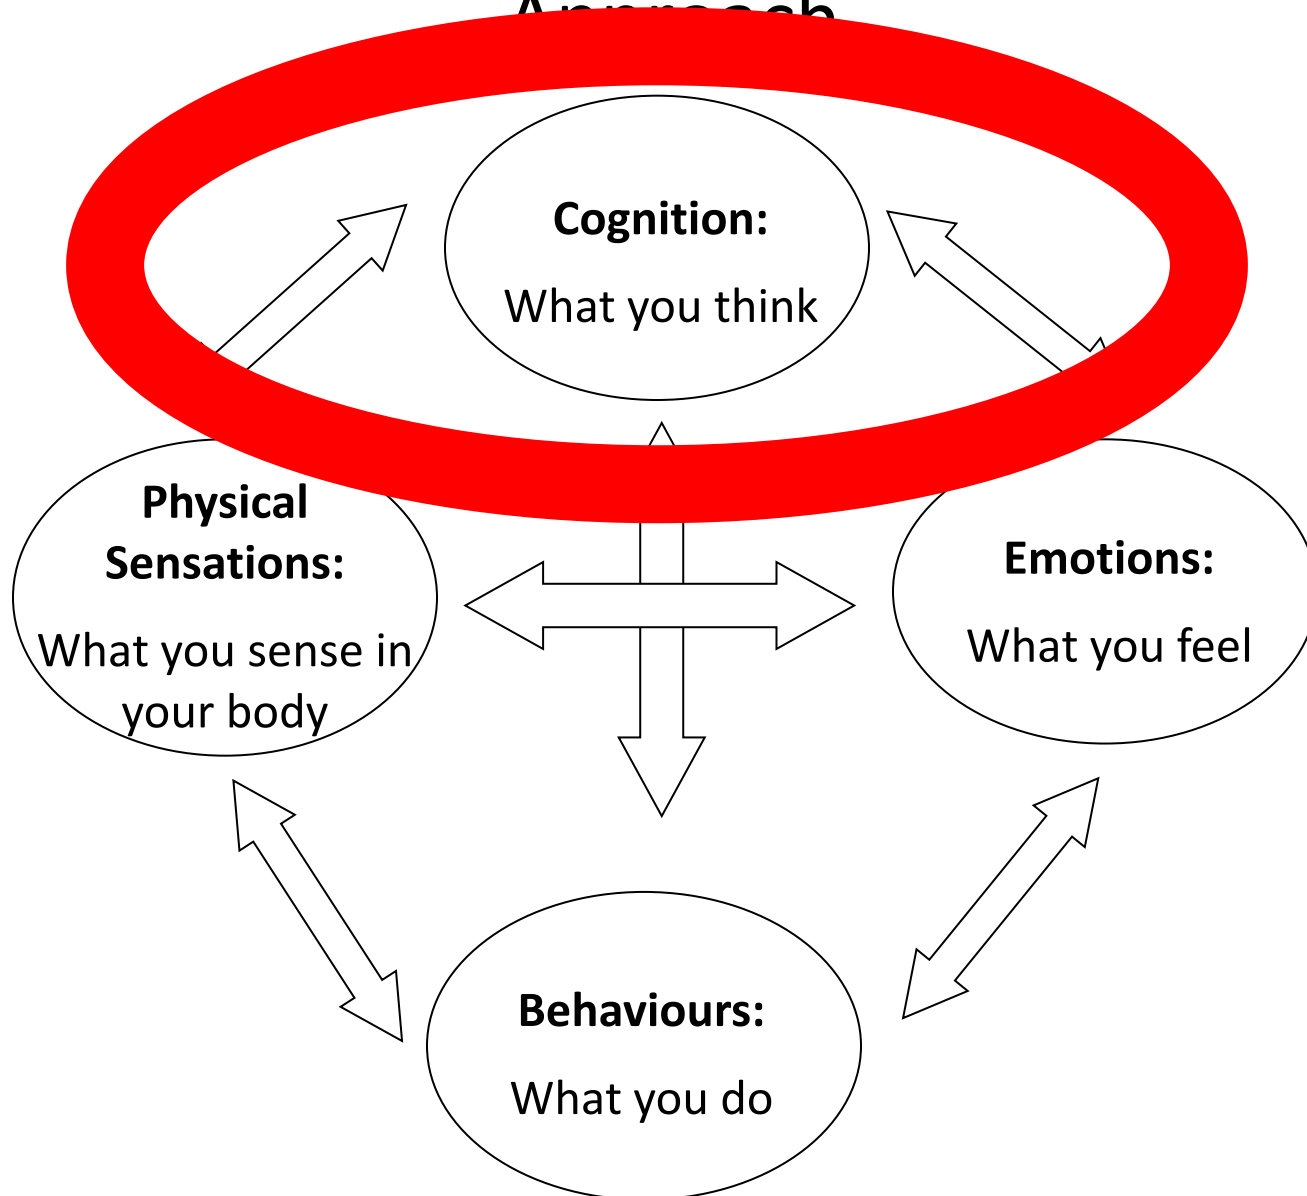 Approach
Cognition:
What you think
Physical
Sensations:
What you sense in
your body
Emotions:
What you feel
Behaviours:
What you do